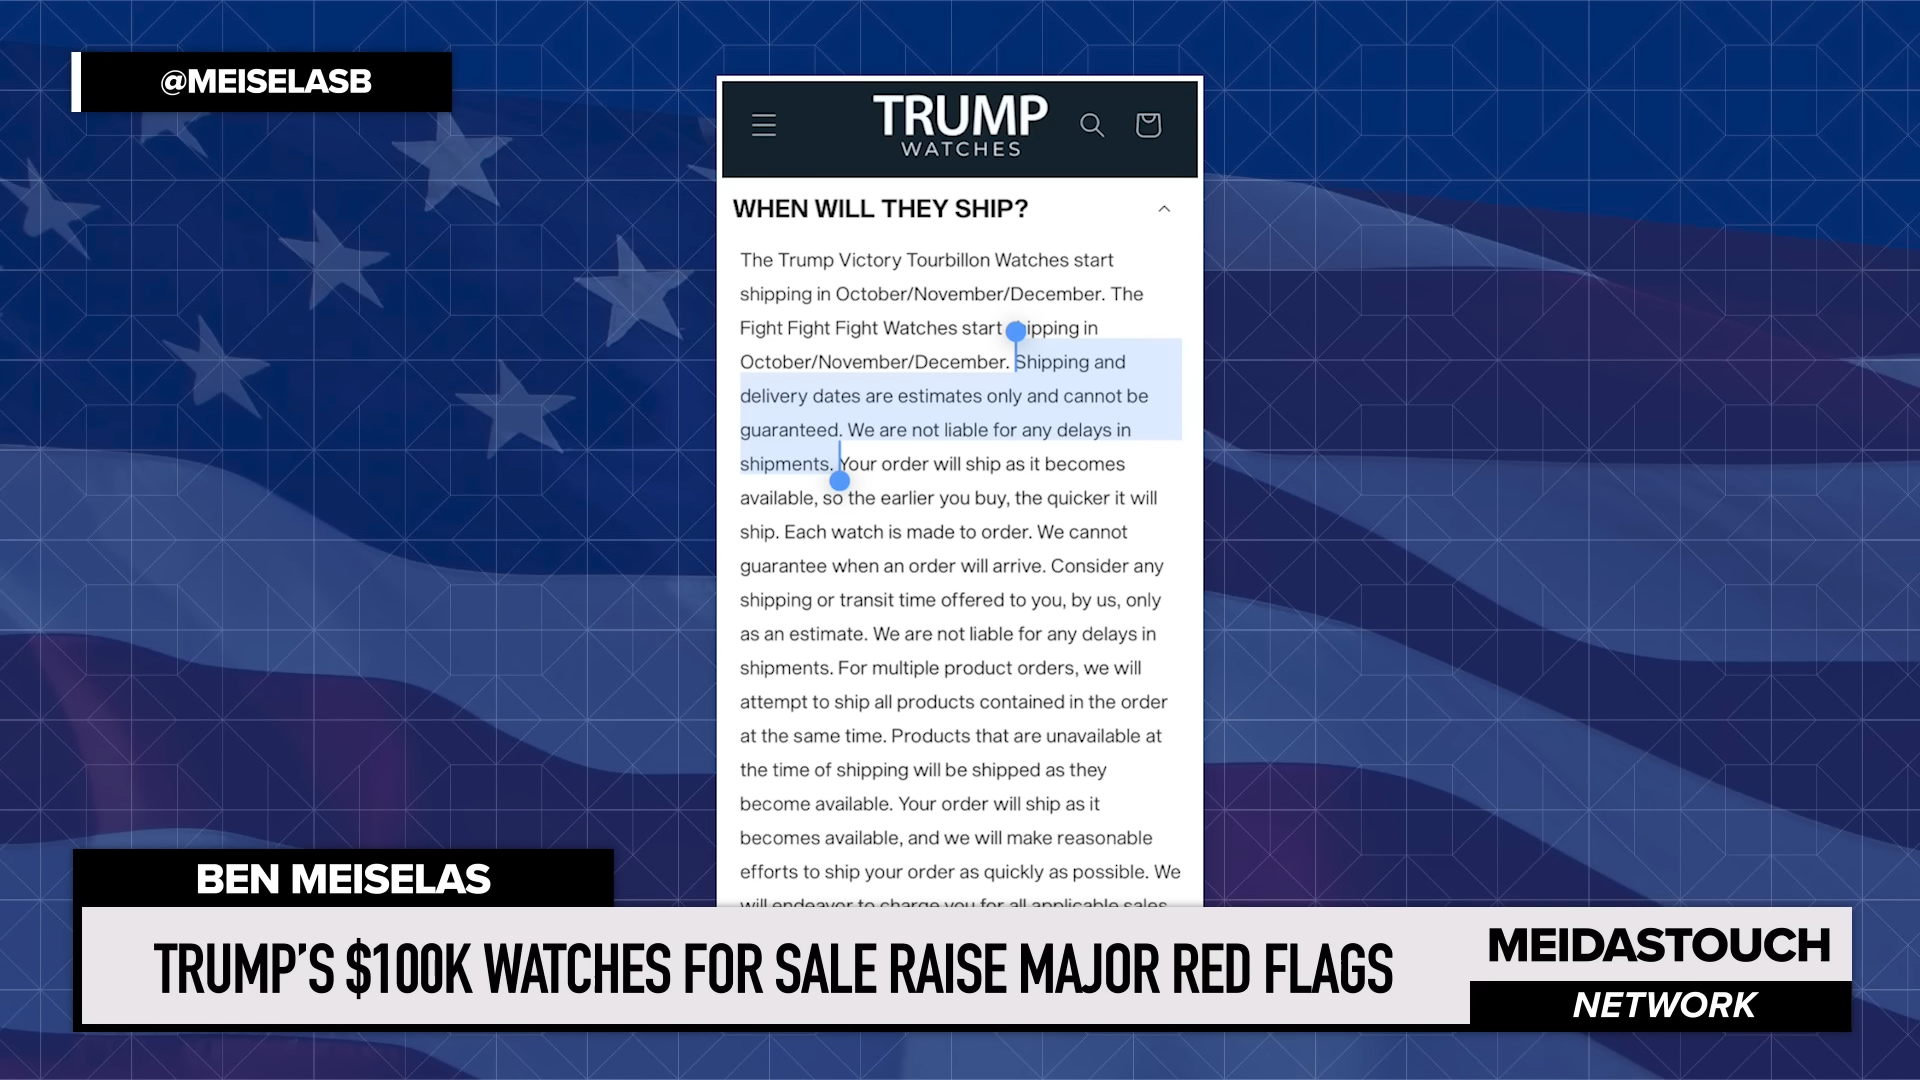 @MEISELASB
TRUMP
WATCHES
WHEN WILL THEY SHIP?
The Trump Victory Tourbillon Watches start
shipping in October/November/December. The
Fight Fight Fight Watches start shipping in
October/November/December. Shipping and
delivery dates are estimates only and cannot be
guaranteed. We are not liable for any delays in
shipments. Your order will ship as it becomes
available, so the earlier you buy, the quicker it will
ship. Each watch is made to order. We cannot
guarantee when an order will arrive. Consider any
shipping or transit time offered to you, by us, only
as an estimate. We are not liable for any delays in
shipments. For multiple product orders, we will
attempt to ship all products contained in the order
at the same time. Products that are unavailable at
the time of shipping will be shipped as they
become available. Your order will ship as it
becomes available, and we will make reasonable
efforts to ship your order as quickly as possible. We
will endeavor to charge you for all applicable sales
BEN MEISELAS
TRUMP'S $100K WATCHES FOR SALE RAISE MAJOR RED FLAGS
MEIDASTOUCH
NETWORK